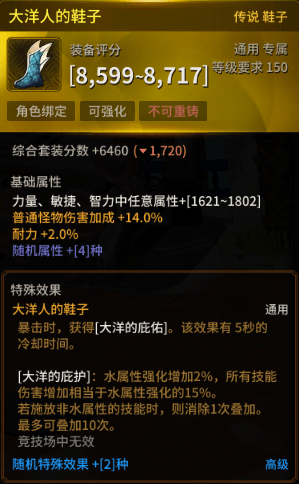 大洋人的鞋子 传说 鞋子
装备评分 通用 专属
[8,599~8,717] 等级要求 150
角色绑定 可强化 不可重铸
综合套装分数 +6460 (▼1,720)
基础属性
力量、敏捷、智力中任意属性+[1621~1802]
普通怪物伤害加成 +14.0%
耐力 +2.0%
随机属性 +[4]种
特殊效果
大洋人的鞋子 通用
暴击时，获得[大洋的庇佑]。该效果有 5秒的
冷却时间。
[大洋的庇护]：水属性强化增加2%，所有技能
伤害增加相当于水属性强化的15%。
若施放非水属性的技能时，则消除1次叠加。
最多可叠加10次。
竞技场中无效
随机特殊效果 +[2]种 高级